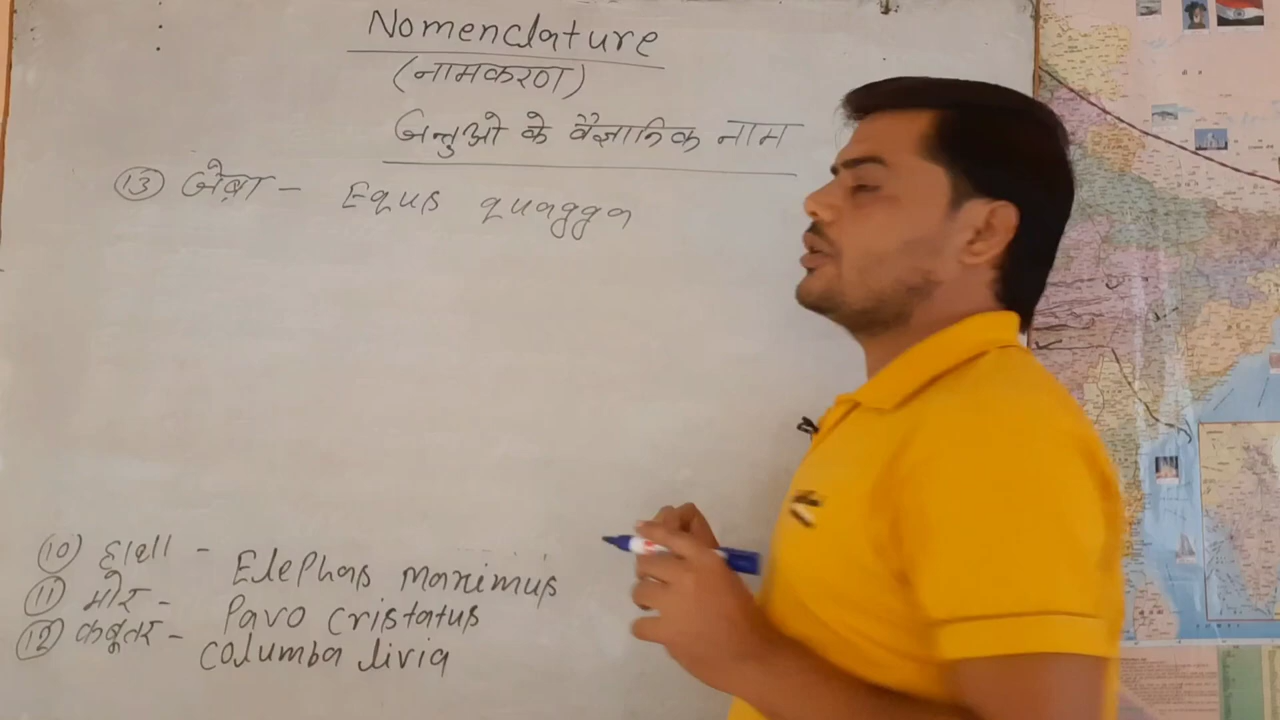 Nomenclature
(नामकरण)
जन्तुओ के वैज्ञानिक नाम
(13) जेब्रा - Equus quagga
(10) हाथी - Elephas maximus
(11) मोर - Pavo cristatus
(12) कबूतर - columba livia